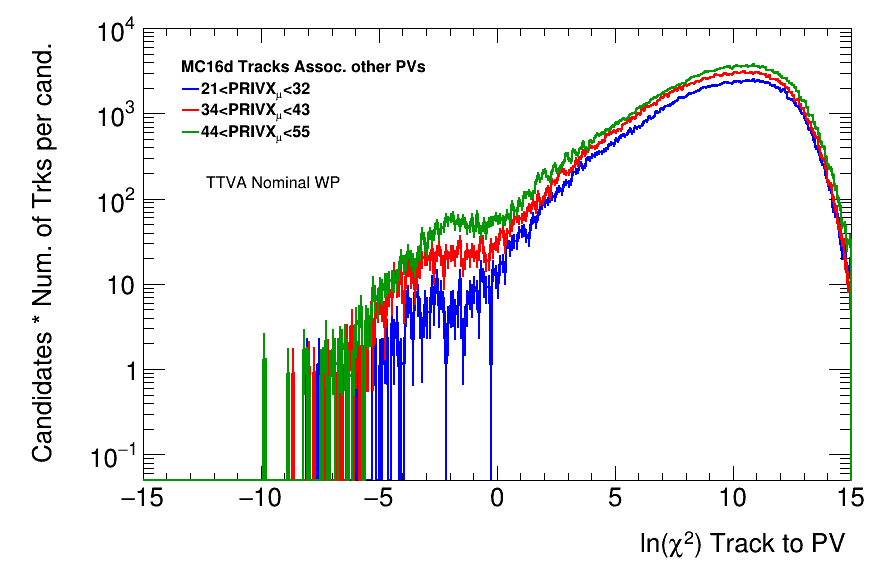 Candidates * Num. of Trks per cand.
10⁴
10³
10²
10
1
10⁻¹
MC16d Tracks Assoc. other PVs
21<PRIVXμ<32
34<PRIVXμ<43
44<PRIVXμ<55
TTVA Nominal WP
−15 −10 −5 0 5 10 15
ln(χ²) Track to PV